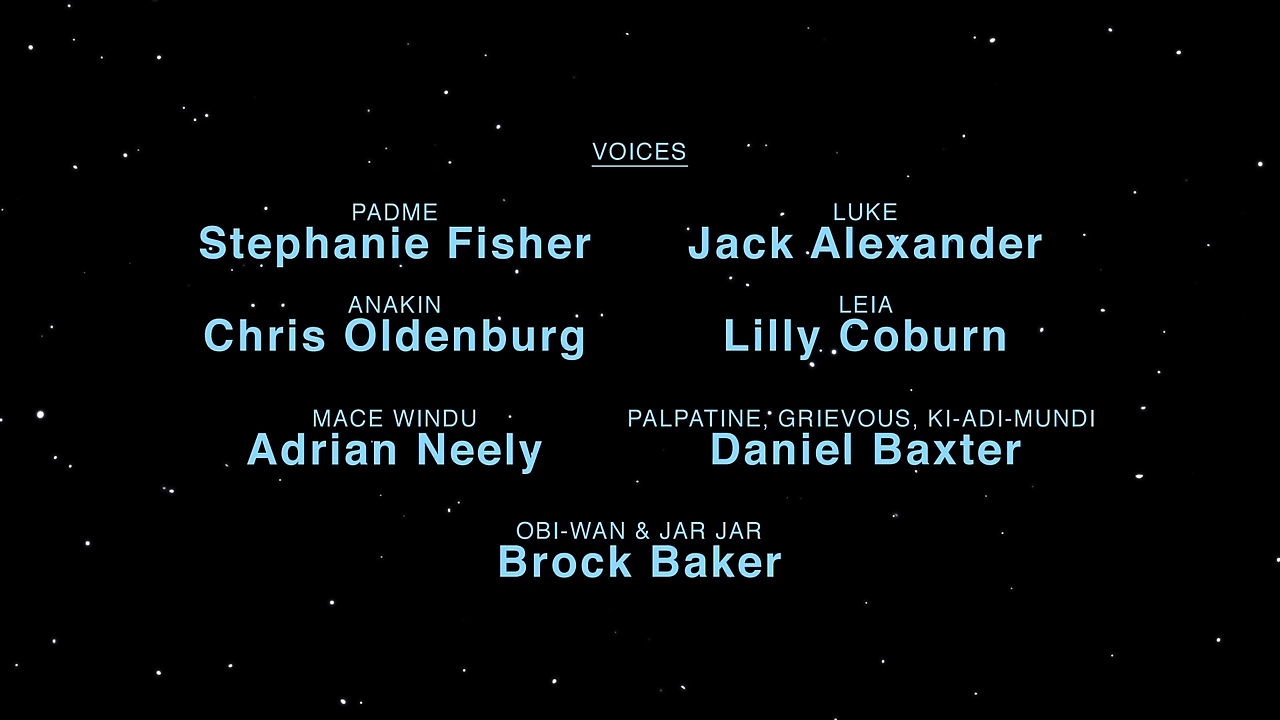 VOICES
PADME
Stephanie Fisher
LUKE
Jack Alexander
ANAKIN
Chris Oldenburg
LEIA
Lilly Coburn
MACE WINDU
Adrian Neely
PALPATINE, GRIEVOUS, KI-ADI-MUNDI
Daniel Baxter
OBI-WAN & JAR JAR
Brock Baker